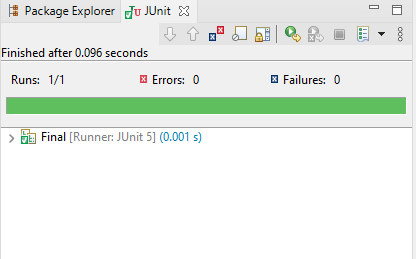 Package Explorer JUnit
Finished after 0.096 seconds
Runs: 1/1 Errors: 0 Failures: 0
Final [Runner: JUnit 5] (0.001 s)